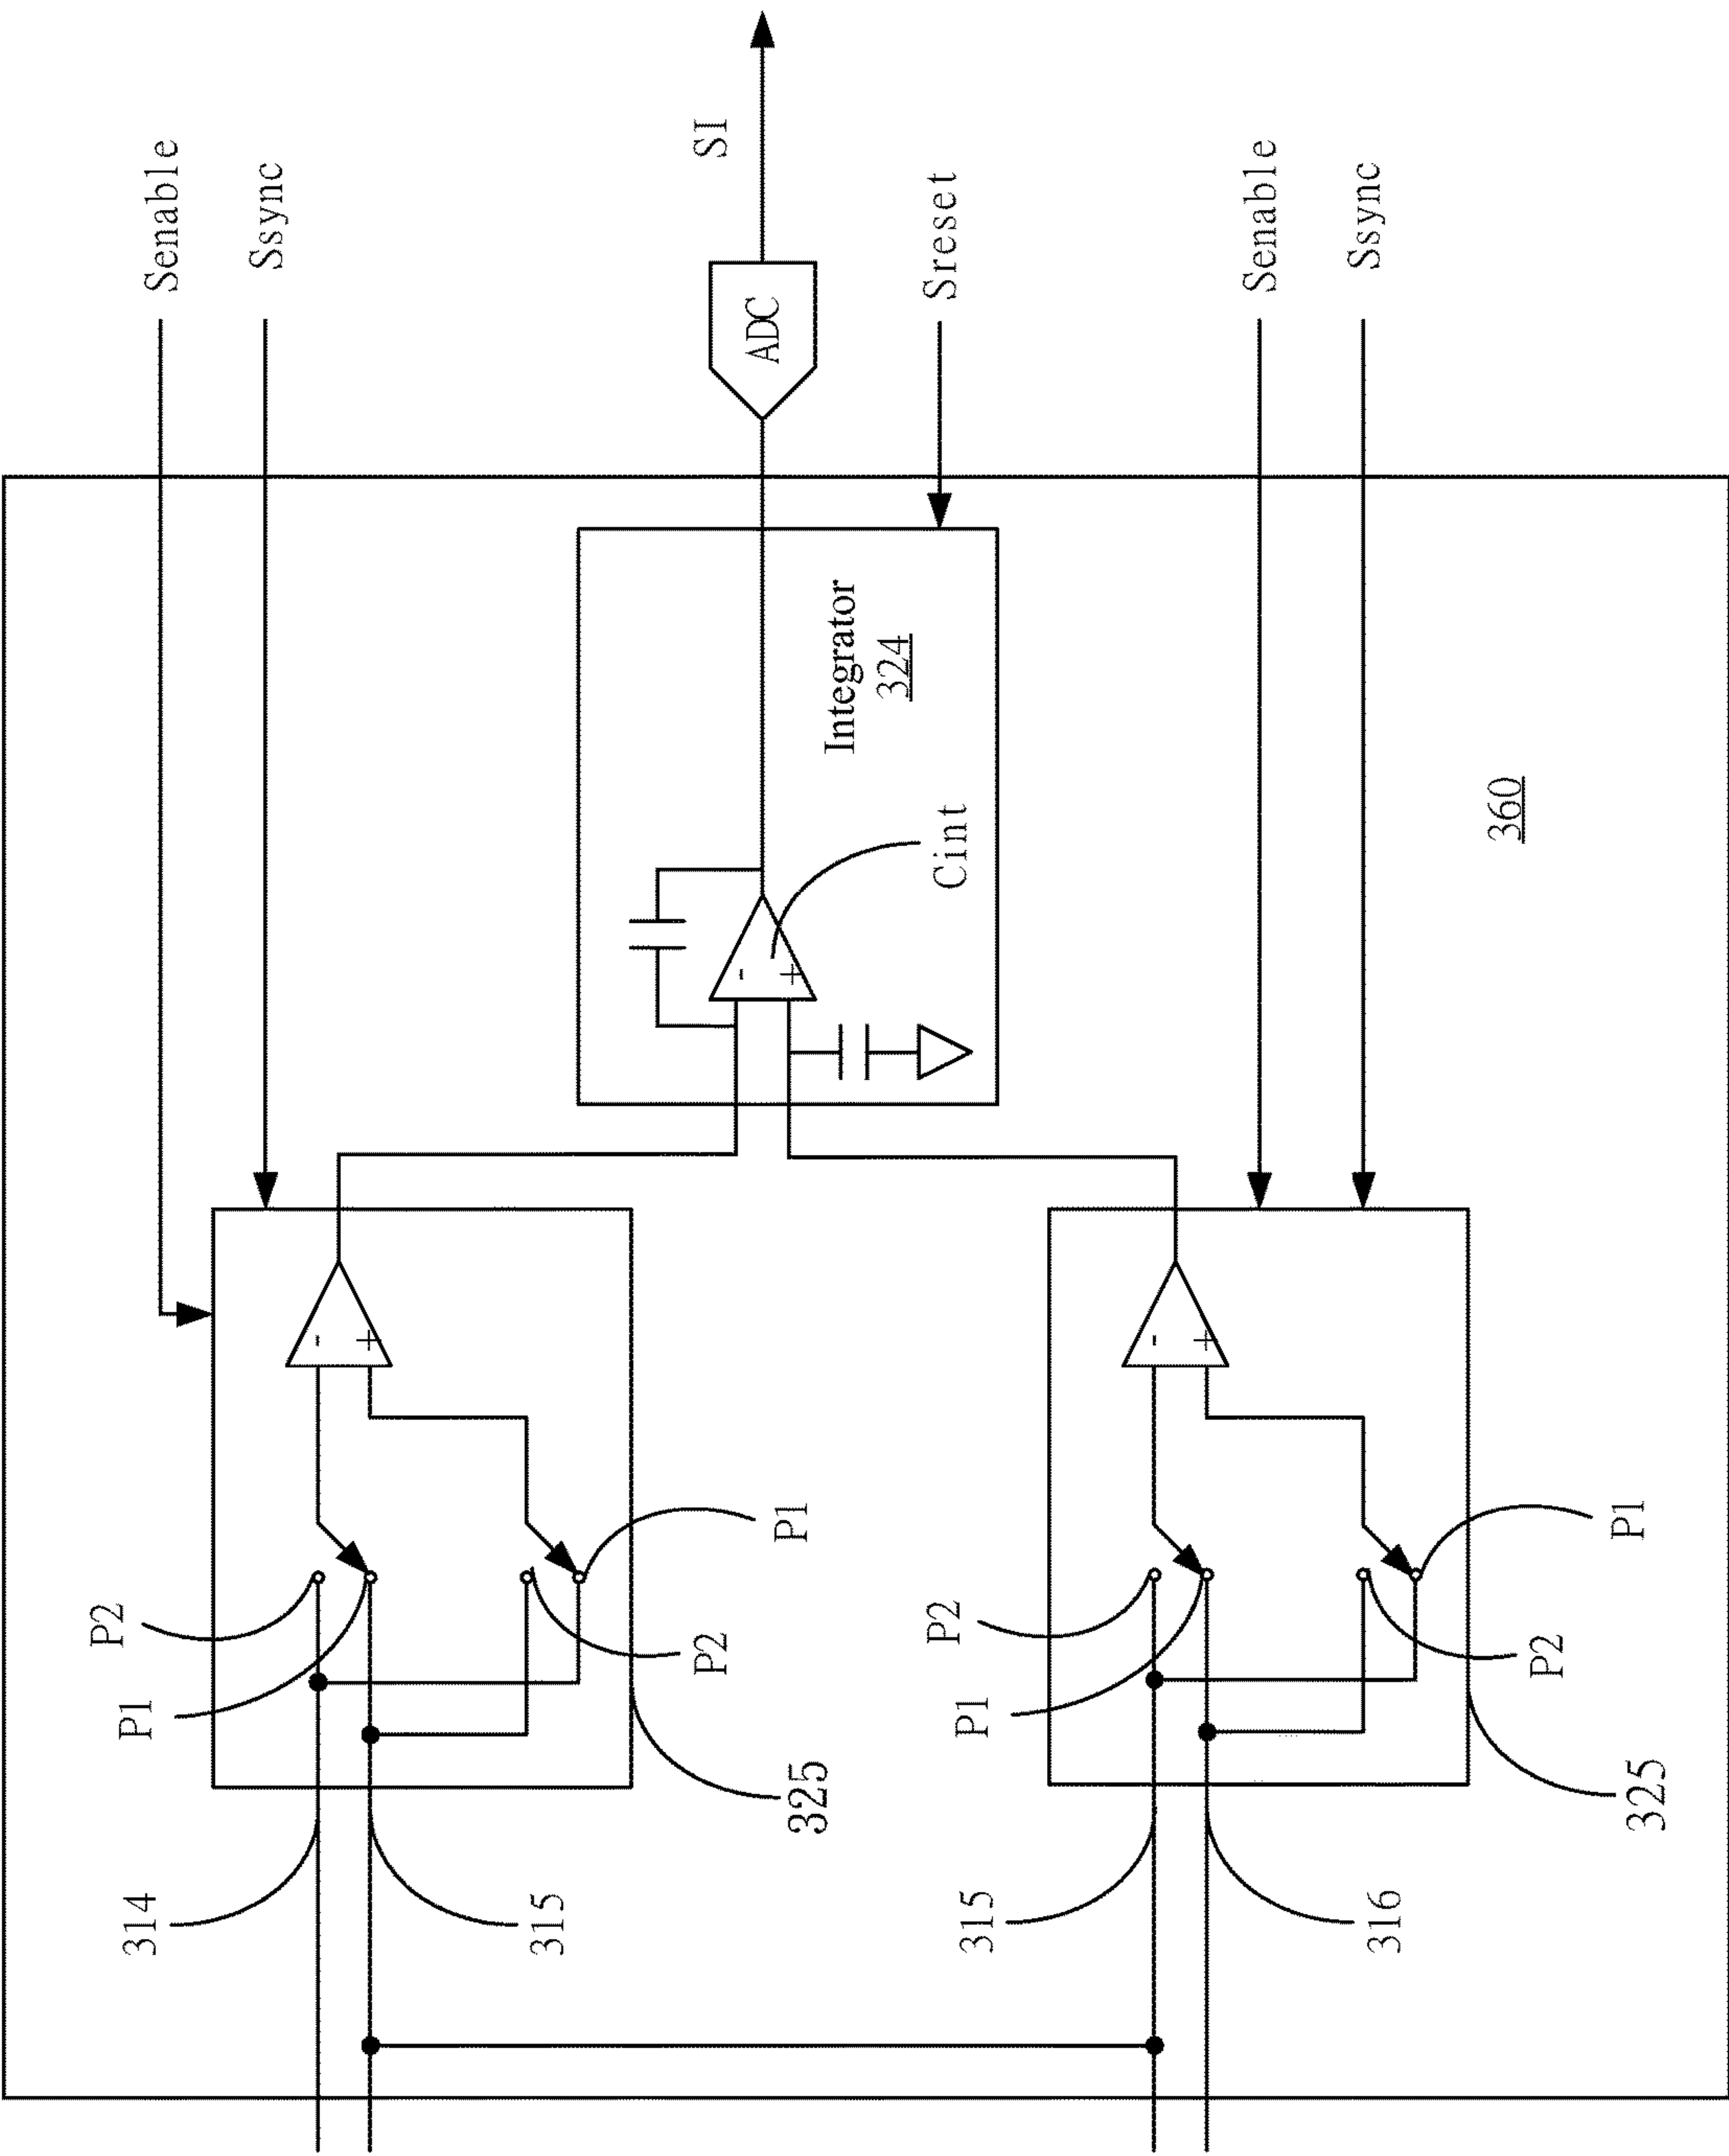 Senable
Ssync
SI
ADC
Sreset
Senable
Ssync
Integrator
324
Cint
360
-
+
-
+
-
+
P2
P1
P1
P2
325
314
315
P2
P1
P1
P2
325
315
316